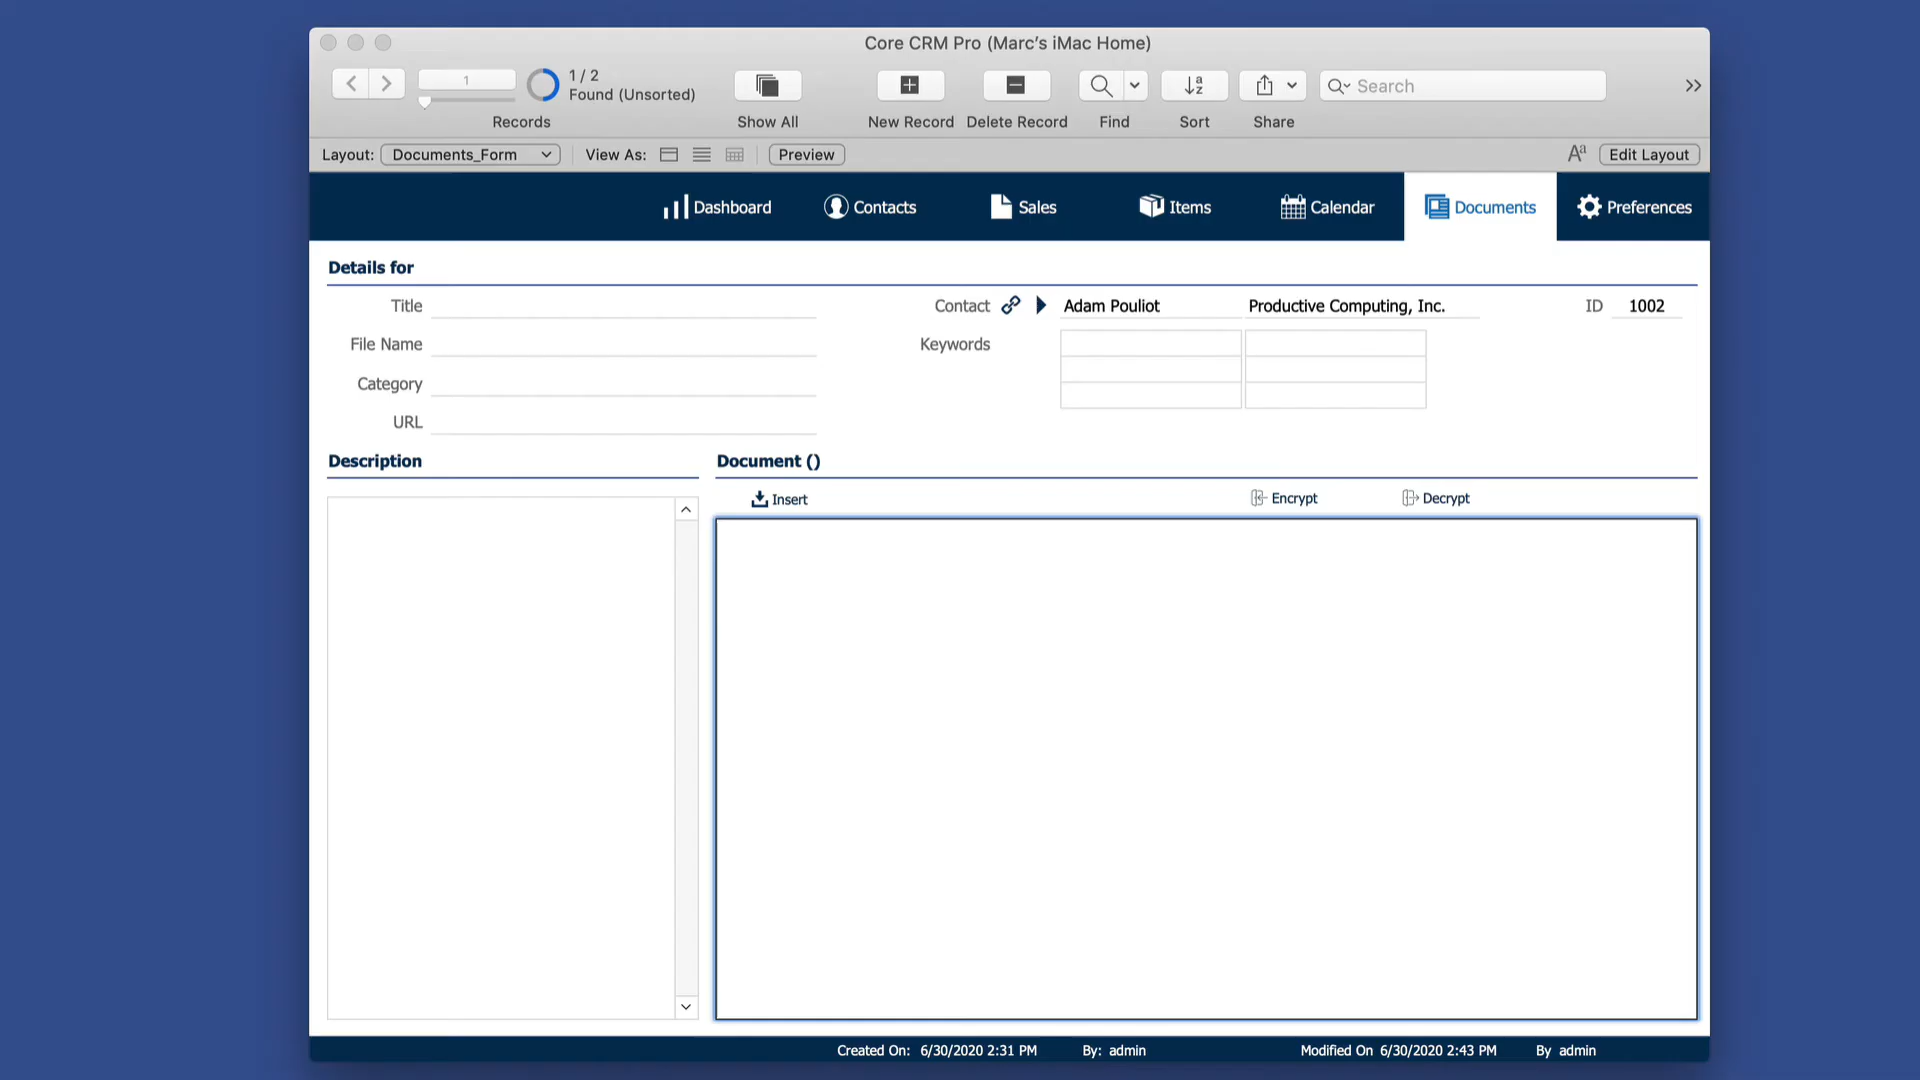 Core CRM Pro (Marc's iMac Home)
1
1 / 2
Found (Unsorted)
Records
Show All
New Record
Delete Record
Find
Sort
Share
Search
Layout: Documents_Form
View As:
Preview
Aa
Edit Layout
Dashboard
Contacts
Sales
Items
Calendar
Documents
Preferences
Details for
Title
Contact Adam Pouliot Productive Computing, Inc.
ID 1002
File Name
Keywords
Category
URL
Description
Document ()
Insert
Encrypt
Decrypt
Created On: 6/30/2020 2:31 PM By: admin
Modified On 6/30/2020 2:43 PM By admin